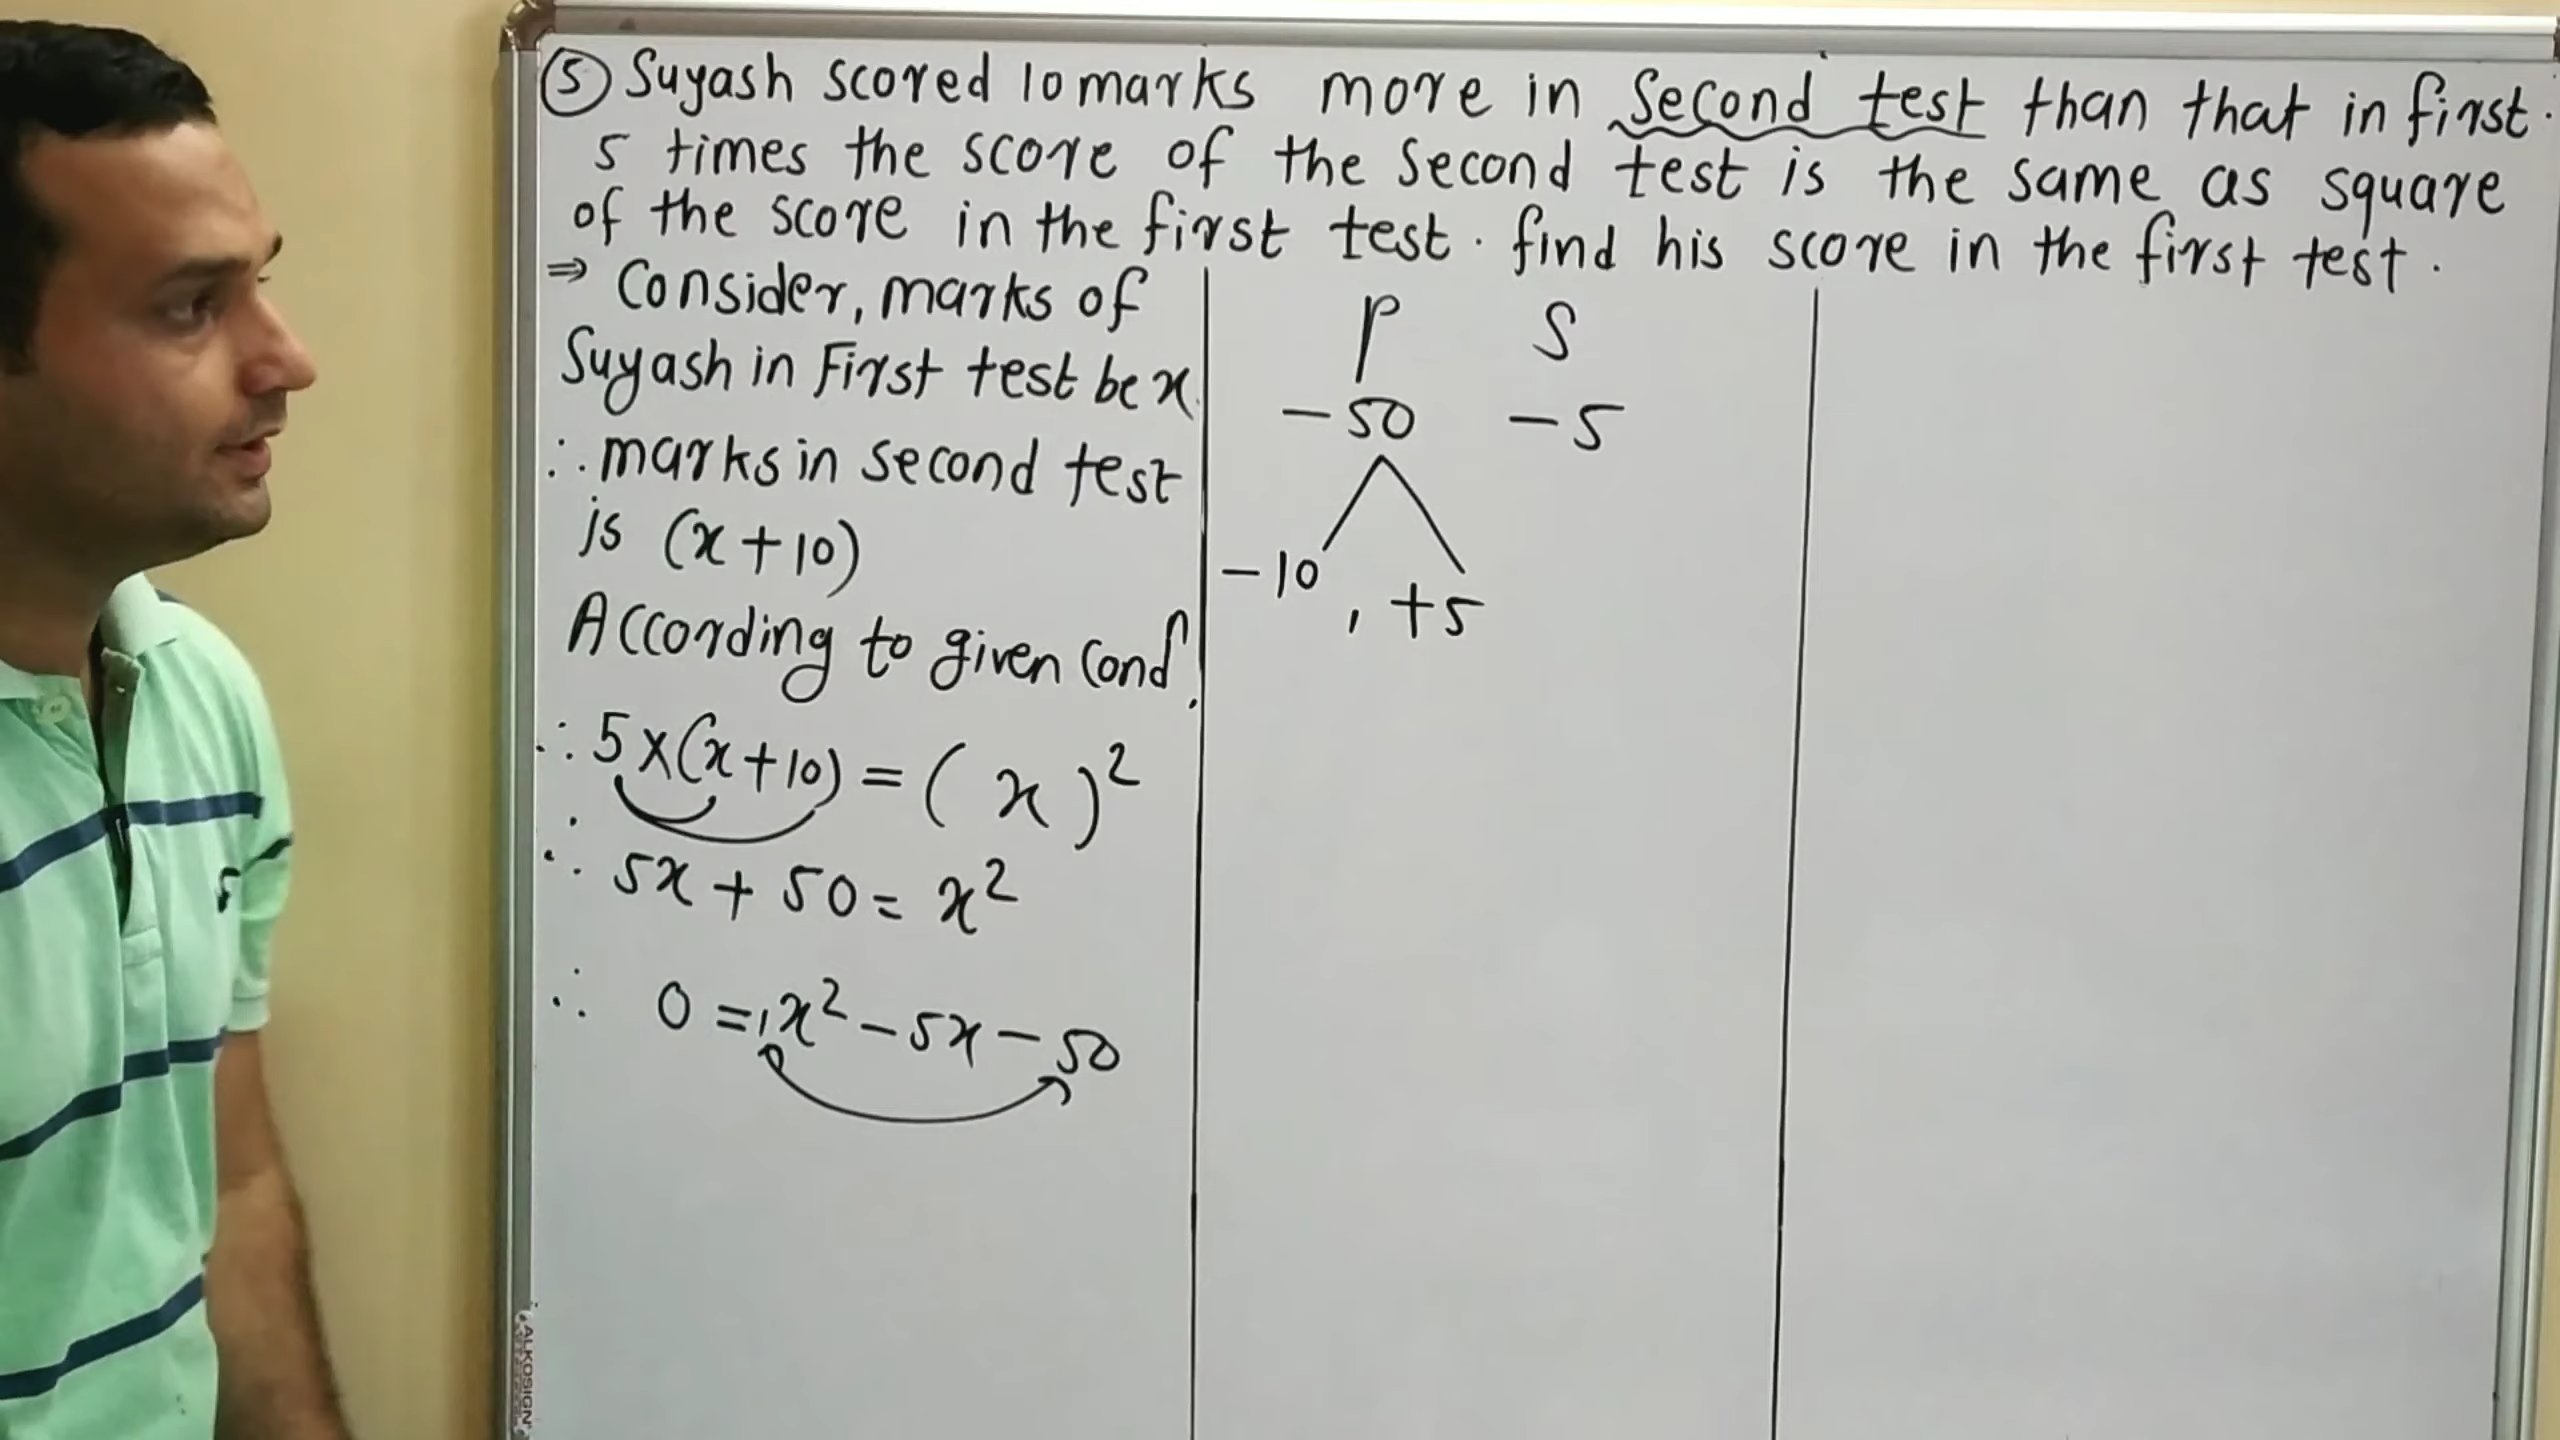 ⑤ Suyash scored 10 marks more in Second test than that in first.
5 times the score of the second test is the same as square
of the score in the first test. find his score in the first test.
⇒ Consider, marks of
Suyash in First test be x.
∴ marks in second test
is (x+10)
According to given Cond,
∴ 5×(x+10) = ( x )²
∴ 5x + 50 = x²
∴ 0 = 1x² - 5x - 50
P S
-50 -5
-10 , +5
ALKOSIGN